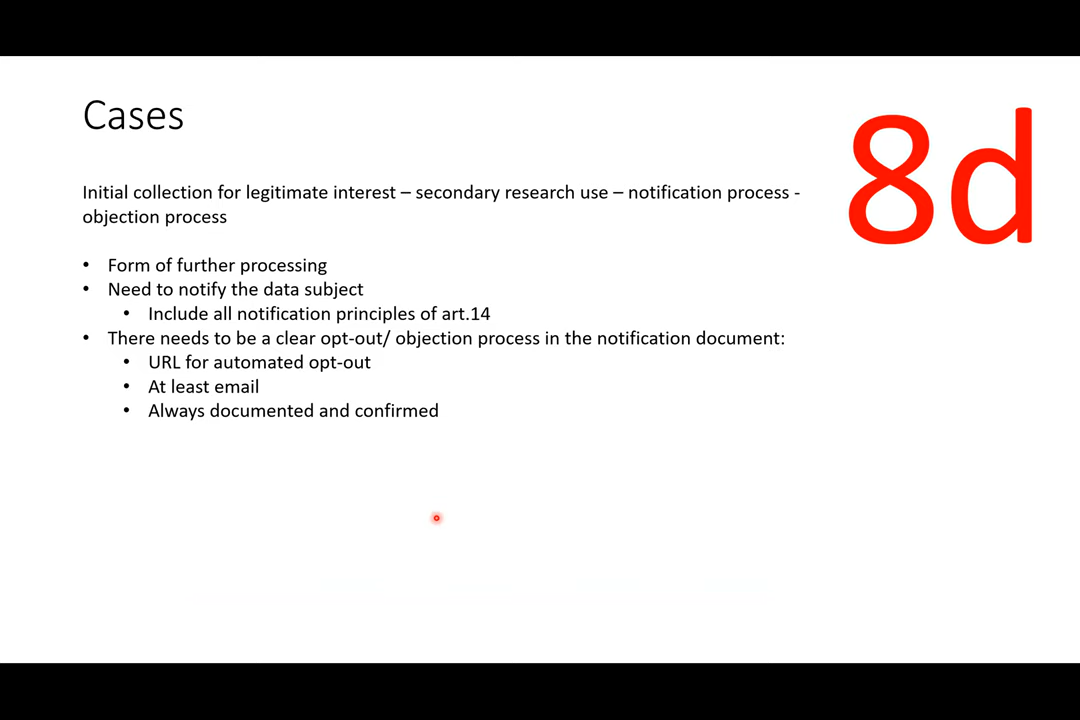 Cases
8d
Initial collection for legitimate interest – secondary research use – notification process -
objection process
• Form of further processing
• Need to notify the data subject
• Include all notification principles of art.14
• There needs to be a clear opt-out/ objection process in the notification document:
• URL for automated opt-out
• At least email
• Always documented and confirmed